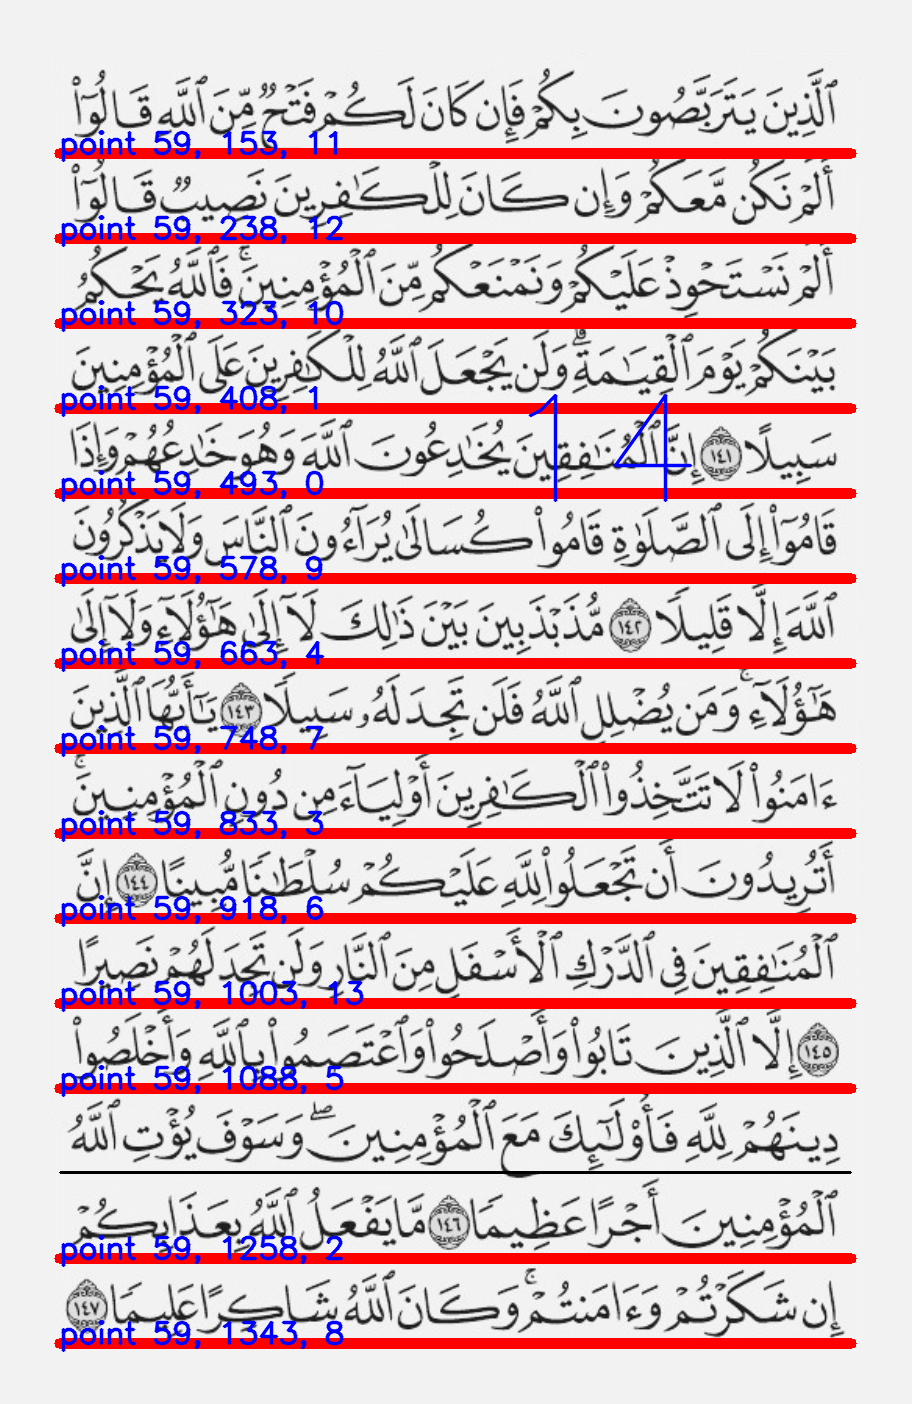 ٱلَّذِينَ يَتَرَبَّصُونَ بِكُمْ فَإِن كَانَ لَكُمْ فَتْحٌ مِّنَ ٱللَّهِ قَالُوٓا۟
point 59, 153, 11
أَلَمْ نَكُن مَّعَكُمْ وَإِن كَانَ لِلْكَـٰفِرِينَ نَصِيبٌ قَالُوٓا۟
point 59, 238, 12
أَلَمْ نَسْتَحْوِذْ عَلَيْكُمْ وَنَمْنَعْكُم مِّنَ ٱلْمُؤْمِنِينَ ۚ فَٱللَّهُ يَحْكُمُ
point 59, 323, 10
بَيْنَكُمْ يَوْمَ ٱلْقِيَـٰمَةِ ۗ وَلَن يَجْعَلَ ٱللَّهُ لِلْكَـٰفِرِينَ عَلَى ٱلْمُؤْمِنِينَ
point 59, 408, 1
سَبِيلًا ١٤١ إِنَّ ٱلْمُنَـٰفِقِينَ يُخَـٰدِعُونَ ٱللَّهَ وَهُوَ خَـٰدِعُهُمْ وَإِذَا
14
point 59, 493, 0
قَامُوٓا۟ إِلَى ٱلصَّلَوٰةِ قَامُوا۟ كُسَالَىٰ يُرَآءُونَ ٱلنَّاسَ وَلَا يَذْكُرُونَ
point 59, 578, 9
ٱللَّهَ إِلَّا قَلِيلًا ١٤٢ مُّذَبْذَبِينَ بَيْنَ ذَٰلِكَ لَآ إِلَىٰ هَـٰٓؤُلَآءِ وَلَآ إِلَىٰ
point 59, 663, 4
هَـٰٓؤُلَآءِ ۚ وَمَن يُضْلِلِ ٱللَّهُ فَلَن تَجِدَ لَهُۥ سَبِيلًا ١٤٣ يَـٰٓأَيُّهَا ٱلَّذِينَ
point 59, 748, 7
ءَامَنُوا۟ لَا تَتَّخِذُوا۟ ٱلْكَـٰفِرِينَ أَوْلِيَآءَ مِن دُونِ ٱلْمُؤْمِنِينَ ۚ
point 59, 833, 3
أَتُرِيدُونَ أَن تَجْعَلُوا۟ لِلَّهِ عَلَيْكُمْ سُلْطَـٰنًا مُّبِينًا ١٤٤ إِنَّ
point 59, 918, 6
ٱلْمُنَـٰفِقِينَ فِى ٱلدَّرْكِ ٱلْأَسْفَلِ مِنَ ٱلنَّارِ وَلَن تَجِدَ لَهُمْ نَصِيرًا
point 59, 1003, 13
١٤٥ إِلَّا ٱلَّذِينَ تَابُوا۟ وَأَصْلَحُوا۟ وَٱعْتَصَمُوا۟ بِٱللَّهِ وَأَخْلَصُوا۟
point 59, 1088, 5
دِينَهُمْ لِلَّهِ فَأُو۟لَـٰٓئِكَ مَعَ ٱلْمُؤْمِنِينَ ۖ وَسَوْفَ يُؤْتِ ٱللَّهُ
ٱلْمُؤْمِنِينَ أَجْرًا عَظِيمًا ١٤٦ مَّا يَفْعَلُ ٱللَّهُ بِعَذَابِكُمْ
point 59, 1258, 2
إِن شَكَرْتُمْ وَءَامَنتُمْ ۚ وَكَانَ ٱللَّهُ شَاكِرًا عَلِيمًا ١٤٧
point 59, 1343, 8